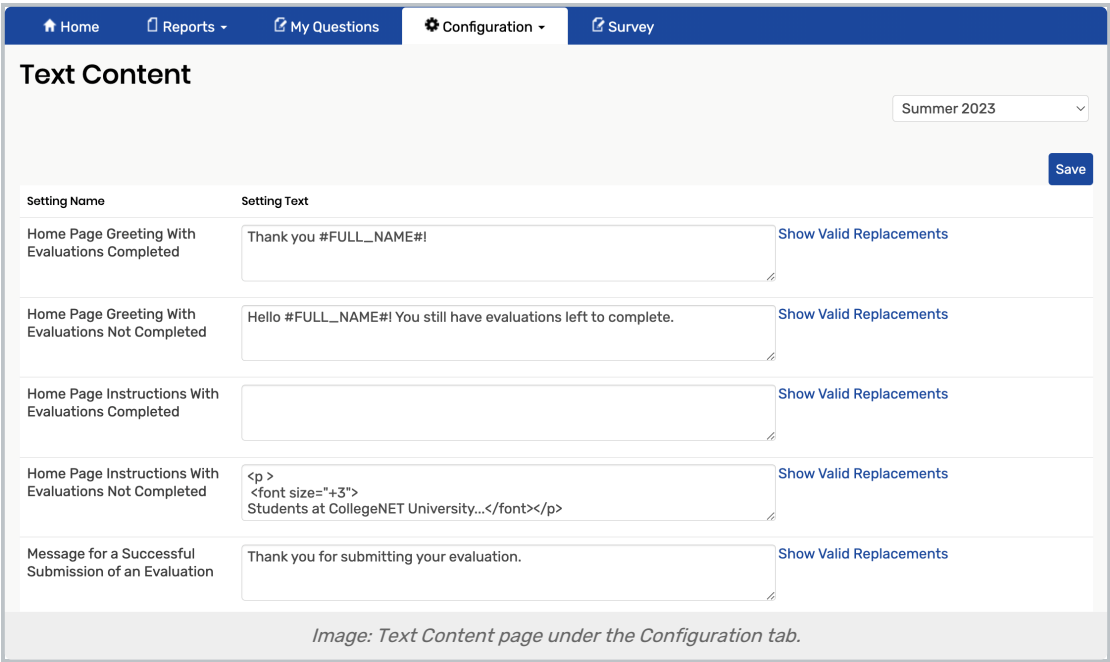 Home Reports My Questions Configuration Survey
Text Content
Summer 2023
Save
Setting Name Setting Text
Home Page Greeting With
Evaluations Completed
Thank you #FULL_NAME#!
Show Valid Replacements
Home Page Greeting With
Evaluations Not Completed
Hello #FULL_NAME#! You still have evaluations left to complete.
Show Valid Replacements
Home Page Instructions With
Evaluations Completed
Show Valid Replacements
Home Page Instructions With
Evaluations Not Completed
<p >
<font size="+3">
Students at CollegeNET University...</font></p>
Show Valid Replacements
Message for a Successful
Submission of an Evaluation
Thank you for submitting your evaluation.
Show Valid Replacements
Image: Text Content page under the Configuration tab.